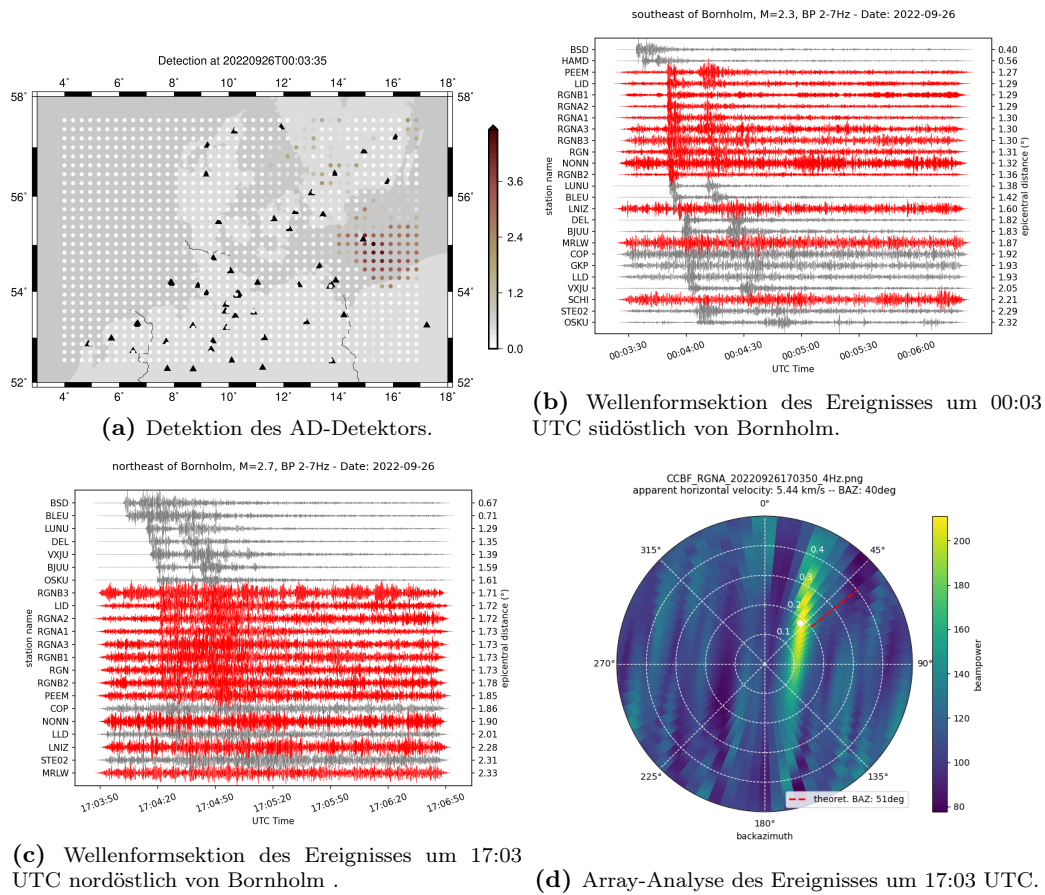 Detection at 20220926T00:03:35
4° 6° 8° 10° 12° 14° 16° 18°
58° 58°
56° 56°
54° 54°
52° 52°
4° 6° 8° 10° 12° 14° 16° 18°
3.6
2.4
1.2
0.0
(a) Detektion des AD-Detektors.
southeast of Bornholm, M=2.3, BP 2-7Hz - Date: 2022-09-26
station name
epicentral distance (°)
BSD 0.40
HAMD 0.56
PEEM 1.27
LID 1.29
RGNB1 1.29
RGNA2 1.29
RGNA1 1.30
RGNA3 1.30
RGNB3 1.30
RGN 1.31
NONN 1.32
RGNB2 1.36
LUNU 1.38
BLEU 1.42
LNIZ 1.60
DEL 1.82
BJUU 1.83
MRLW 1.87
COP 1.92
GKP 1.93
LLD 1.93
VXJU 2.05
SCHI 2.21
STE02 2.29
OSKU 2.32
00:03:30 00:04:00 00:04:30 00:05:00 00:05:30 00:06:00
UTC Time
(b) Wellenformsektion des Ereignisses um 00:03
UTC südöstlich von Bornholm.
northeast of Bornholm, M=2.7, BP 2-7Hz - Date: 2022-09-26
station name
epicentral distance (°)
BSD 0.67
BLEU 0.71
LUNU 1.29
DEL 1.35
VXJU 1.39
BJUU 1.59
OSKU 1.61
RGNB3 1.71
LID 1.72
RGNA2 1.72
RGNA1 1.73
RGNA3 1.73
RGNB1 1.73
RGN 1.73
RGNB2 1.78
PEEM 1.85
COP 1.86
NONN 1.90
LLD 2.01
LNIZ 2.28
STE02 2.31
MRLW 2.33
17:03:50 17:04:20 17:04:50 17:05:20 17:05:50 17:06:20 17:06:50
UTC Time
(c) Wellenformsektion des Ereignisses um 17:03
UTC nordöstlich von Bornholm .
CCBF_RGNA_20220926170350_4Hz.png
apparent horizontal velocity: 5.44 km/s -- BAZ: 40deg
0°
315° 45°
0.4
0.3
0.2
0.1
270° 90°
225° 135°
180°
backazimuth
theoret. BAZ: 51deg
200
180
160
140
120
100
80
beampower
(d) Array-Analyse des Ereignisses um 17:03 UTC.